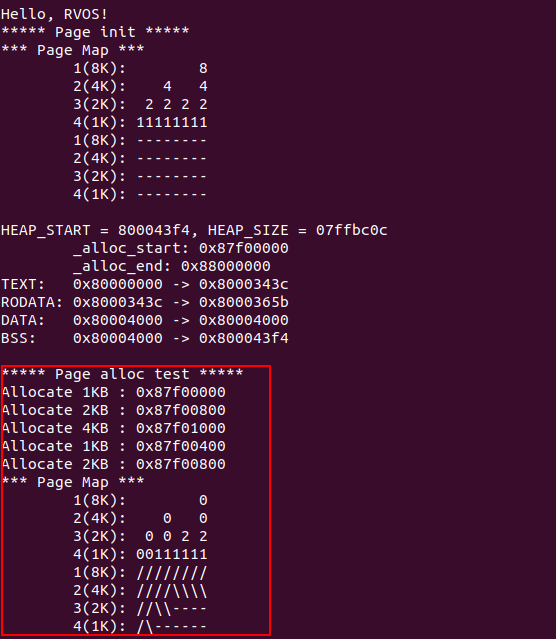 Hello, RVOS!
***** Page init *****
*** Page Map ***
        1(8K):        8
        2(4K):    4   4
        3(2K):  2 2 2 2
        4(1K): 11111111
        1(8K): --------
        2(4K): --------
        3(2K): --------
        4(1K): --------

HEAP_START = 800043f4, HEAP_SIZE = 07ffbc0c
        _alloc_start: 0x87f00000
        _alloc_end: 0x88000000
TEXT:   0x80000000 -> 0x8000343c
RODATA: 0x8000343c -> 0x8000365b
DATA:   0x80004000 -> 0x80004000
BSS:    0x80004000 -> 0x800043f4

***** Page alloc test *****
Allocate 1KB : 0x87f00000
Allocate 2KB : 0x87f00800
Allocate 4KB : 0x87f01000
Allocate 1KB : 0x87f00400
Allocate 2KB : 0x87f00800
*** Page Map ***
        1(8K):        0
        2(4K):    0   0
        3(2K):  0 0 2 2
        4(1K): 00111111
        1(8K): ////////
        2(4K): ////\\\\
        3(2K): //\\----
        4(1K): /\------